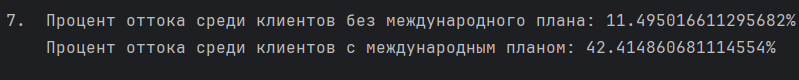 7.  Процент оттока среди клиентов без международного плана: 11.495016611295682%
Процент оттока среди клиентов с международным планом: 42.414860681114554%